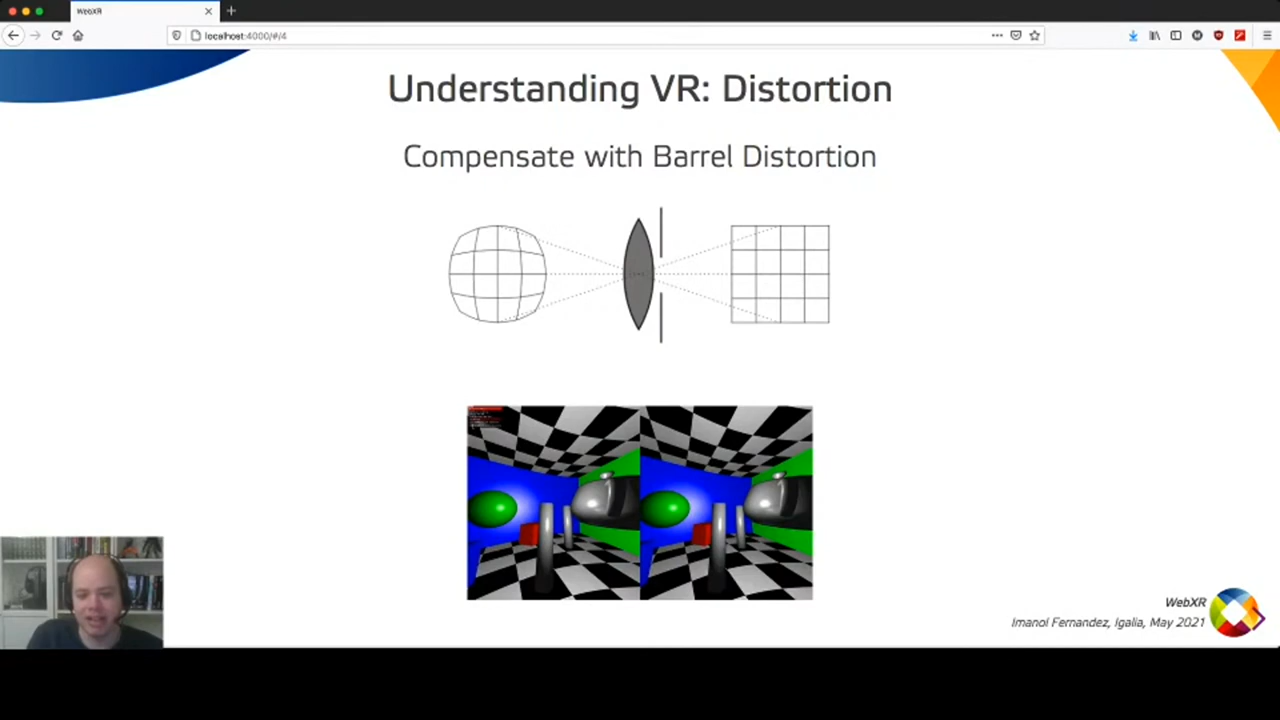 WebXR
localhost:4000/#/4
Understanding VR: Distortion
Compensate with Barrel Distortion
WebXR
Imanol Fernandez, Igalia, May 2021